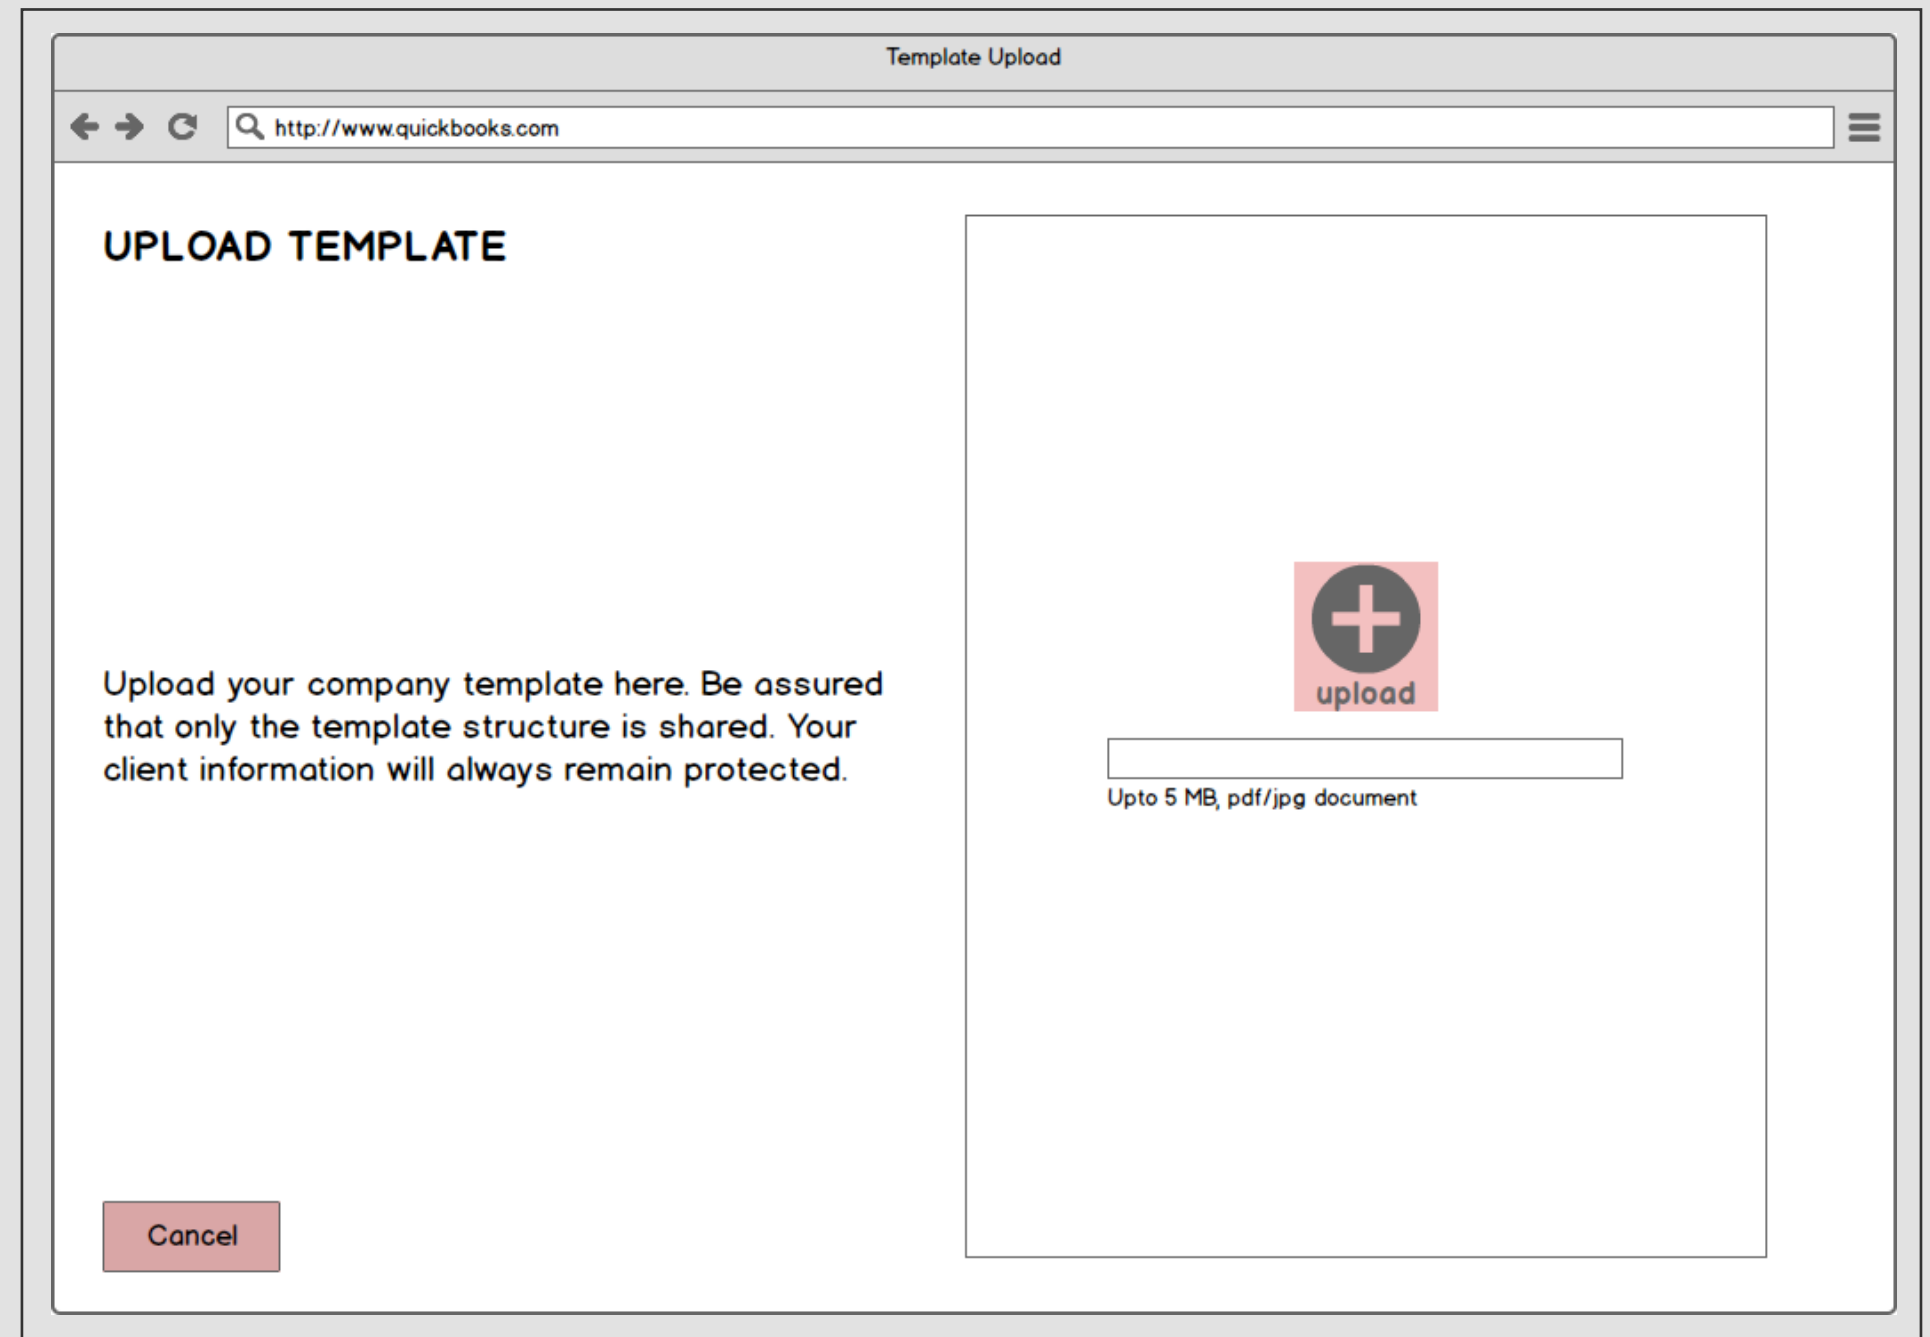 Template Upload
http://www.quickbooks.com
UPLOAD TEMPLATE
Upload your company template here. Be assured
that only the template structure is shared. Your
client information will always remain protected.
Cancel
upload
Upto 5 MB, pdf/jpg document